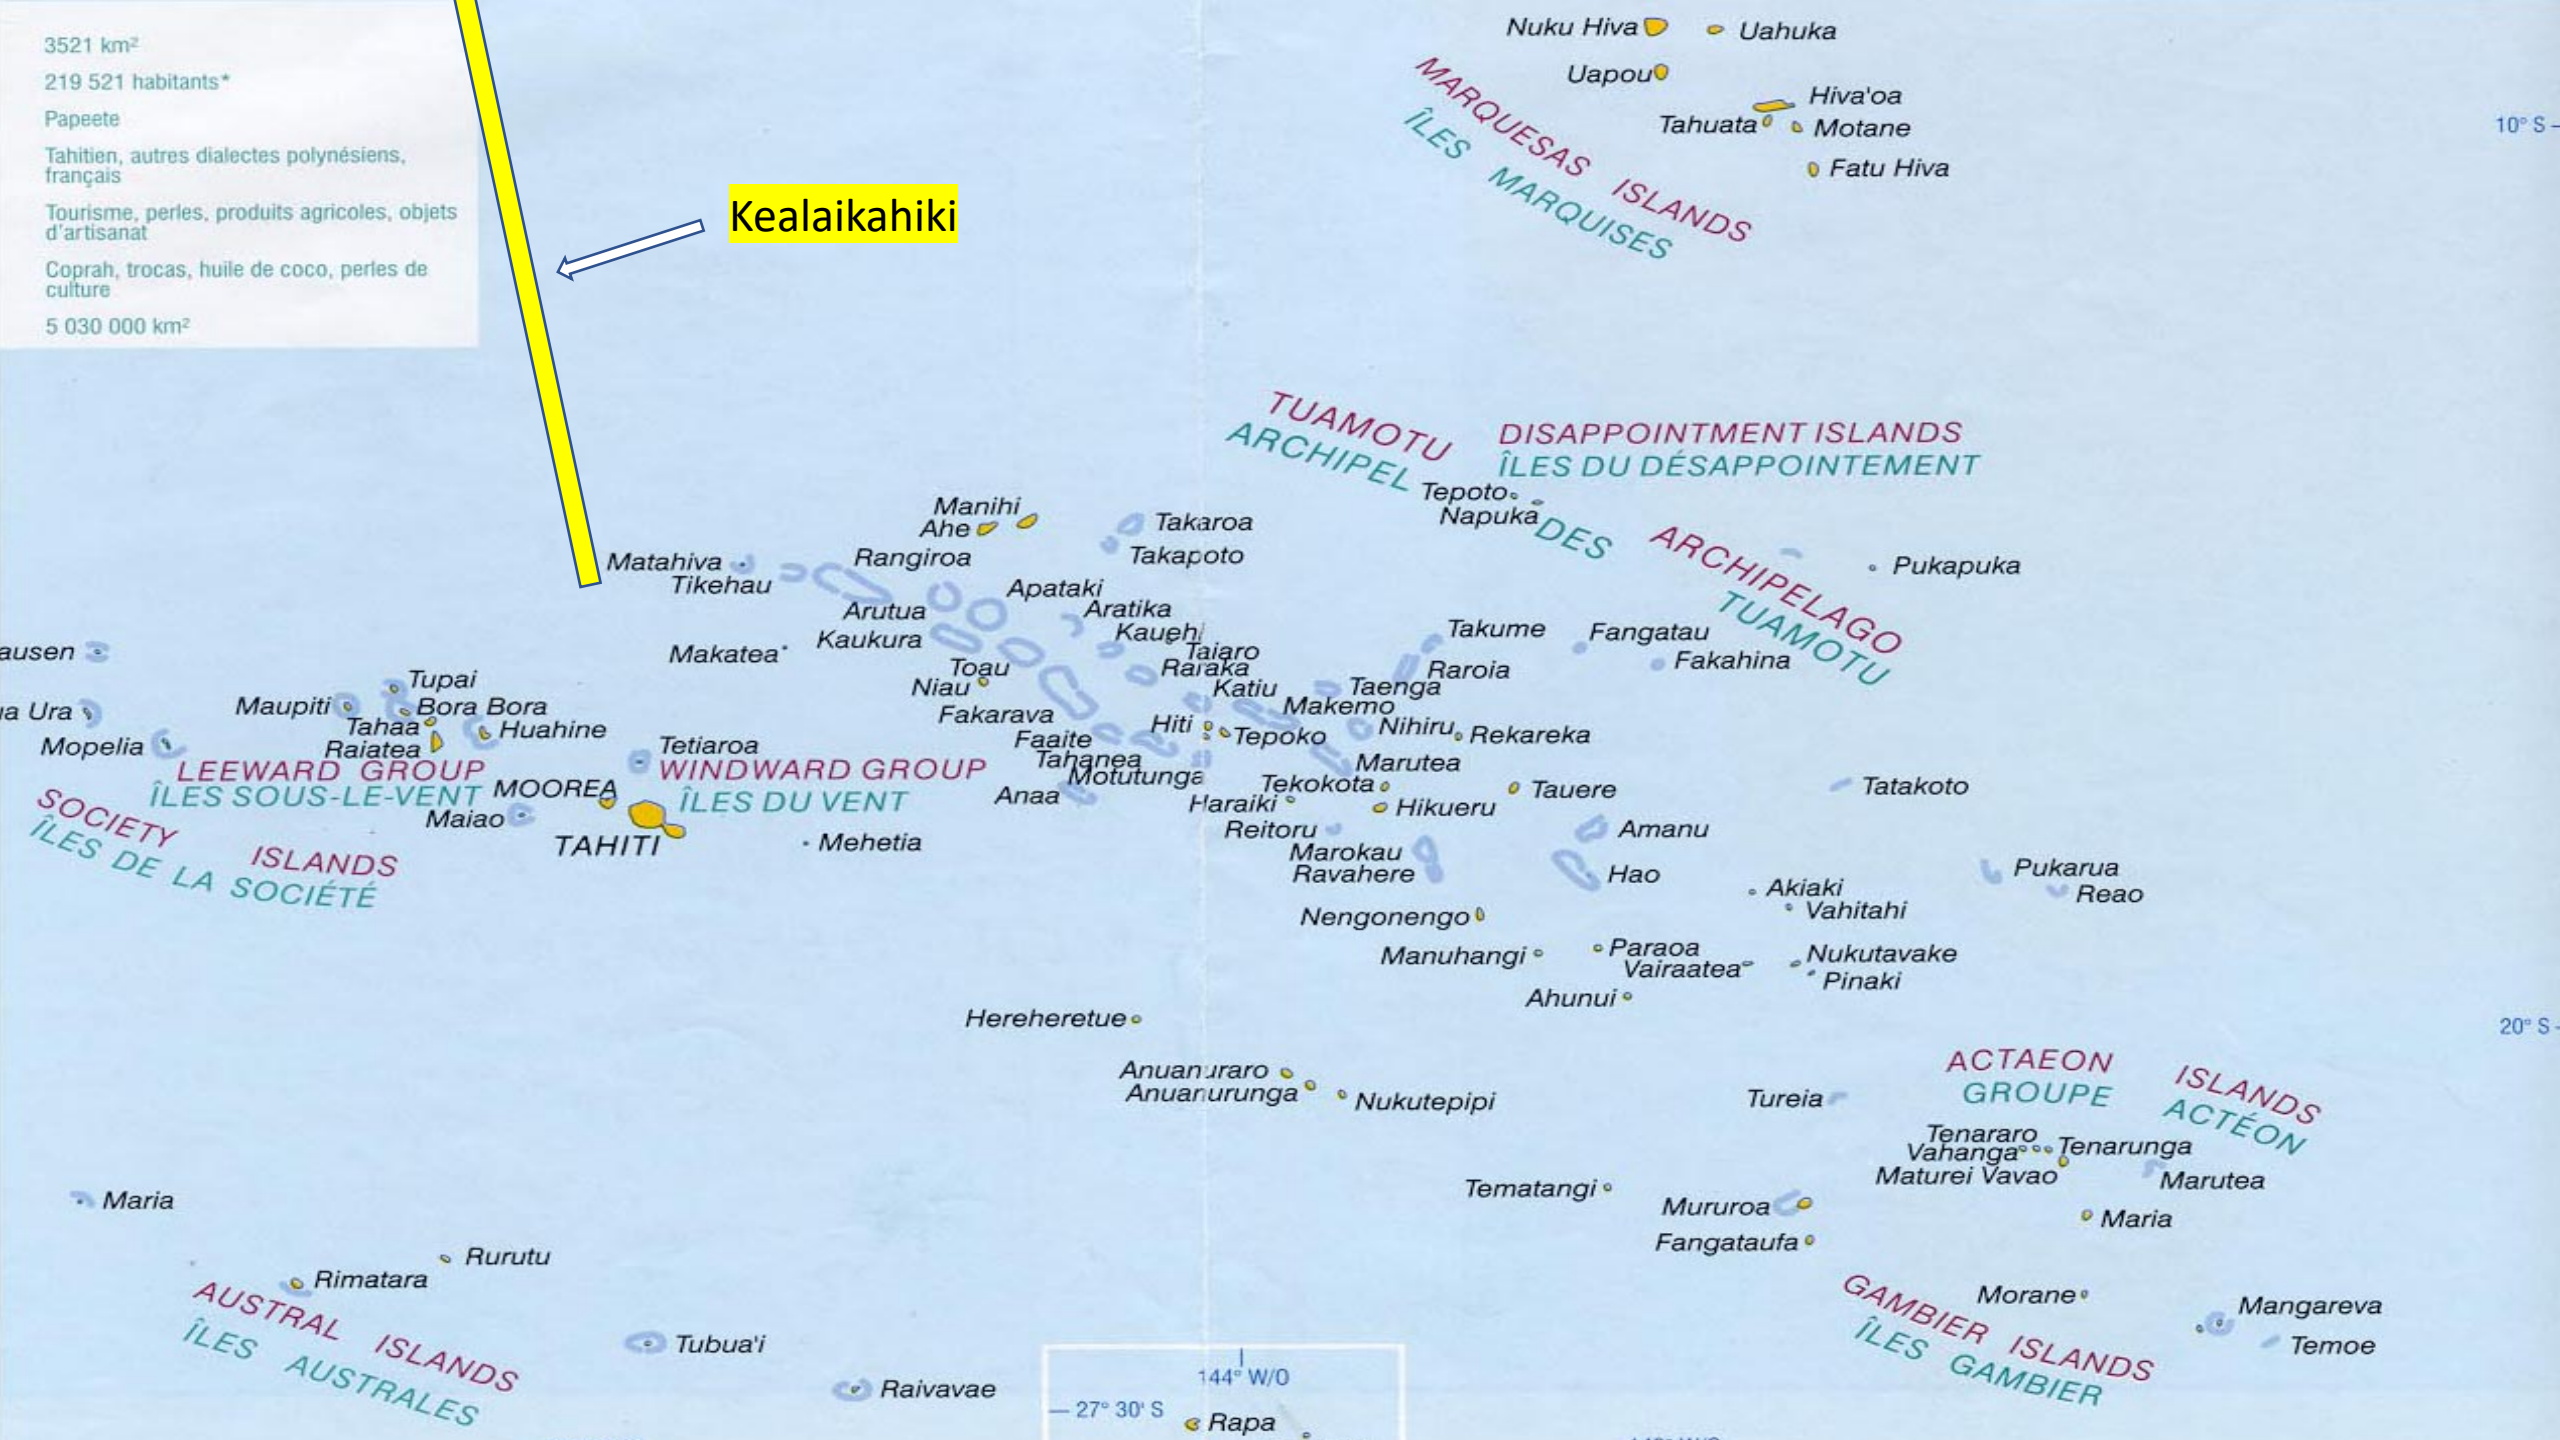 3521 km²
219 521 habitants*
Papeete
Tahitien, autres dialectes polynésiens,
français
Tourisme, perles, produits agricoles, objets
d'artisanat
Coprah, trocas, huile de coco, perles de
culture
5 030 000 km²
Kealaikahiki
Nuku Hiva
Uahuka
Uapou
Hiva'oa
Tahuata
Motane
Fatu Hiva
MARQUESAS ISLANDS
ÎLES MARQUISES
10° S
TUAMOTU ARCHIPELAGO
ARCHIPEL DES TUAMOTU
DISAPPOINTMENT ISLANDS
ÎLES DU DÉSAPPOINTEMENT
Tepoto
Napuka
Manihi
Ahe
Takaroa
Takapoto
Matahiva
Tikehau
Rangiroa
Pukapuka
Apataki
Arutua
Aratika
Kaukura
Kauehi
Makatea
Taiaro
Raraka
Toau
Niau
Katiu
Fakarava
Takume
Fangatau
Raroia
Fakahina
Taenga
Makemo
Hiti
Tepoko
Nihiru
Rekareka
Faaite
Tahanea
Motutunga
Anaa
Marutea
Tekokota
Tauere
Haraiki
Hikueru
Tatakoto
Reitoru
Amanu
Marokau
Ravahere
Hao
Pukarua
Reao
Akiaki
Vahitahi
Nengonengo
Manuhangi
Paraoa
Vairaatea
Nukutavake
Pinaki
Ahunui
ausen
a Ura
Mopelia
Maupiti
Tupai
Bora Bora
Tahaa
Huahine
Raiatea
LEEWARD GROUP
ÎLES SOUS-LE-VENT
Tetiaroa
WINDWARD GROUP
ÎLES DU VENT
MOOREA
Maiao
TAHITI
Mehetia
SOCIETY ISLANDS
ÎLES DE LA SOCIÉTÉ
Hereheretue
20° S
Anuanuraro
Anuanurunga
Nukutepipi
Tureia
ACTAEON ISLANDS
GROUPE ACTÉON
Tenararo
Vahanga
Tenarunga
Maturei Vavao
Marutea
Tematangi
Mururoa
Maria
Fangataufa
Maria
Rurutu
Rimatara
AUSTRAL ISLANDS
ÎLES AUSTRALES
Tubua'i
Raivavae
Morane
Mangareva
Temoe
GAMBIER ISLANDS
ÎLES GAMBIER
144° W/O
27° 30' S
Rapa